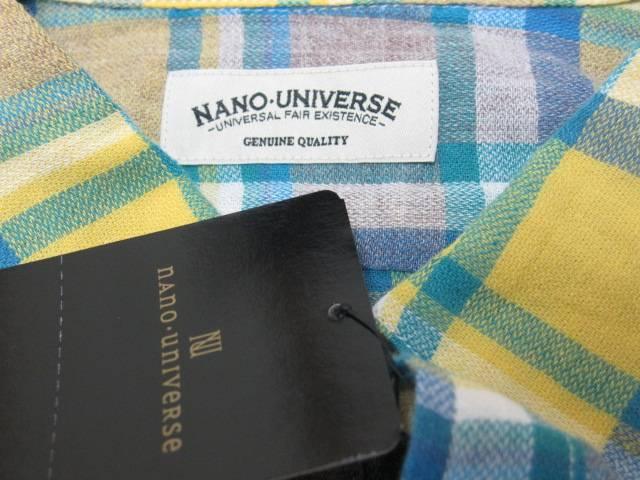 NANO·UNIVERSE
-UNIVERSAL FAIR EXISTENCE-
GENUINE QUALITY
NU
nano·universe